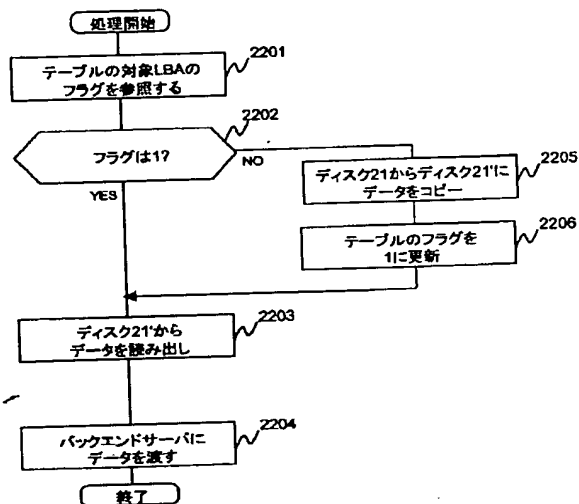 処理開始
2201
テーブルの対象LBAの
フラグを参照する
2202
フラグは1?
NO
YES
2205
ディスク21からディスク21'に
データをコピー
2206
テーブルのフラグを
1に更新
2203
ディスク21'から
データを読み出し
2204
バックエンドサーバに
データを渡す
終了